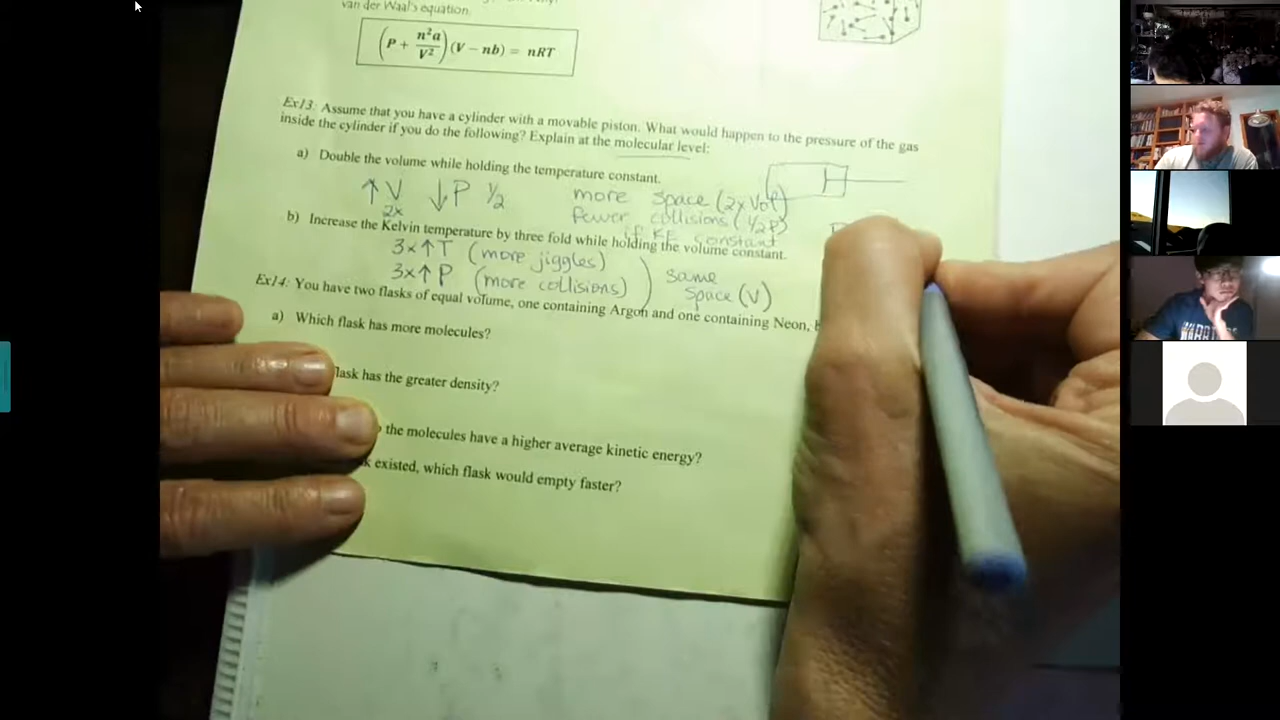 van der Waal's equation.
(P + n²a/V²)(V − nb) = nRT
Ex13: Assume that you have a cylinder with a movable piston. What would happen to the pressure of the gas
inside the cylinder if you do the following? Explain at the molecular level:
a) Double the volume while holding the temperature constant.
↑V 2x ↓P 1/2
more space (2x Vol)
fewer collisions (1/2P)
if KE constant
b) Increase the Kelvin temperature by three fold while holding the volume constant.
3x↑T (more jiggles)
3x↑P (more collisions)
same
space (V)
Ex14: You have two flasks of equal volume, one containing Argon and one containing Neon,
a) Which flask has more molecules?
flask has the greater density?
the molecules have a higher average kinetic energy?
existed, which flask would empty faster?